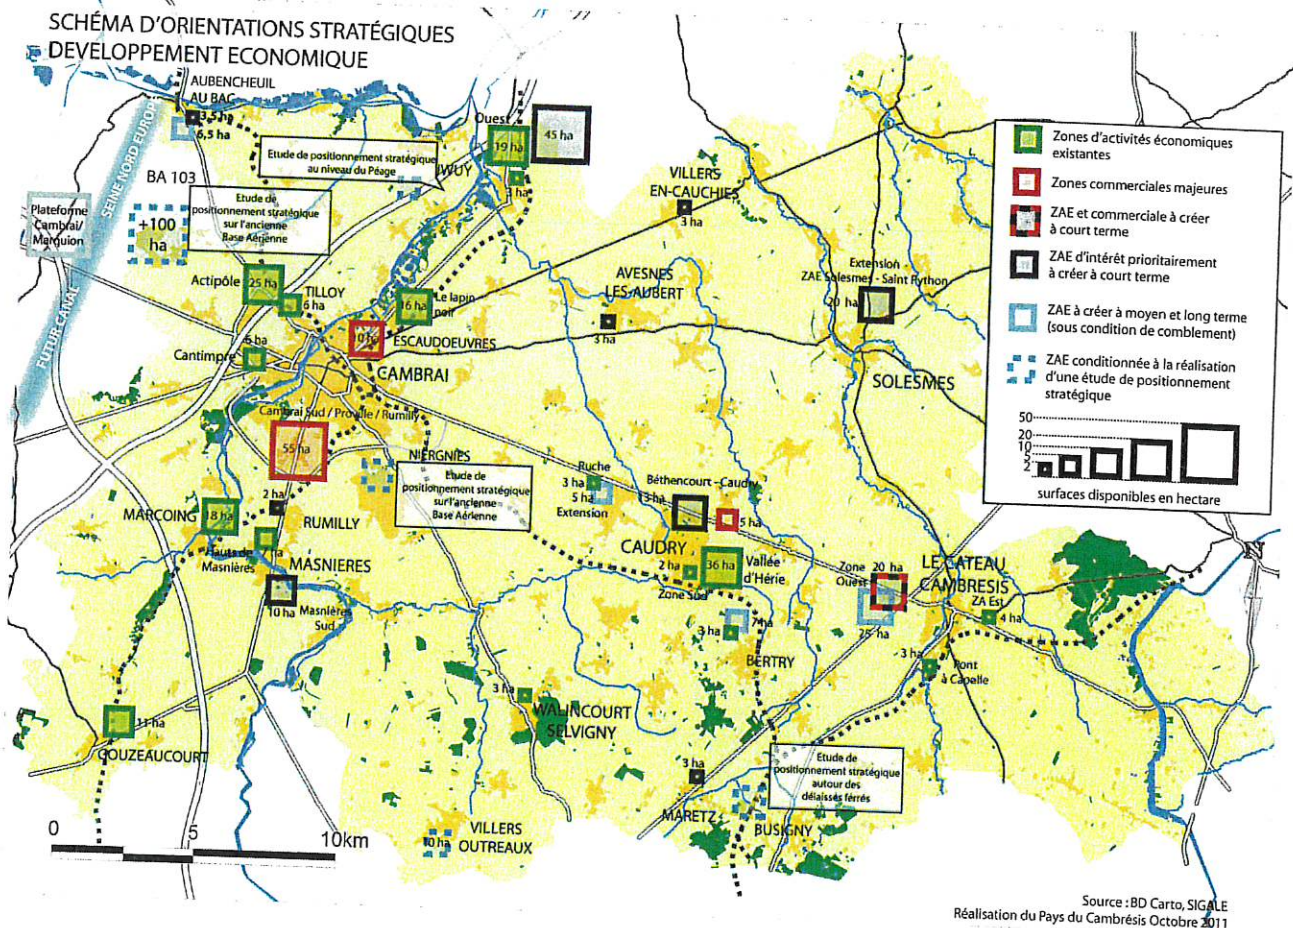 SCHÉMA D'ORIENTATIONS STRATÉGIQUES
DEVELOPPEMENT ECONOMIQUE
AUBENCHEUIL
AU BAC
3,5 ha
6,5 ha
SEINE NORD EUROPE
FUTUR CANAL
BA 103
+100
ha
Plateforme
Cambrai/
Marquion
Etude de positionnement stratégique
au niveau du Péage
Etude de
positionnement stratégique
sur l'ancienne
Base Aérienne
Ouest
19 ha
45 ha
IWUY
3 ha
VILLERS
EN-CAUCHIES
3 ha
Actipôle
25 ha
TILLOY
6 ha
16 ha
Le lapin
noir
10 ha
ESCAUDOEUVRES
Cantimpré
CAMBRAI
AVESNES
LES-AUBERT
3 ha
Extension
ZAE Solesmes - Saint Python
20 ha
SOLESMES
Cambrai Sud / Proville / Rumilly
55 ha
NIERGNIES
Etude de
positionnement stratégique
sur l'ancienne
Base Aérienne
Ruche
3 ha
5 ha
Extension
Béthencourt - Caudry
13 ha
5 ha
CAUDRY
36 ha
Vallée
d'Hérie
2 ha
Zone Sud
MARCOING
18 ha
2 ha
RUMILLY
Hauts de
Masnières
7 ha
MASNIERES
10 ha
Masnières
Sud
Zone
Ouest
20 ha
25 ha
LE CATEAU
CAMBRESIS
ZA Est
4 ha
3 ha
Pont
à Capelle
7 ha
3 ha
BERTRY
3 ha
WALINCOURT
SELVIGNY
11 ha
GOUZEAUCOURT
3 ha
MARETZ
Etude de
positionnement stratégique
autour des
délaissés ferrés
BUSIGNY
10 ha
VILLERS
OUTREAUX
0 5 10km
Zones d'activités économiques
existantes
Zones commerciales majeures
ZAE et commerciale à créer
à court terme
ZAE d'intérêt prioritairement
à créer à court terme
ZAE à créer à moyen et long terme
(sous condition de comblement)
ZAE conditionnée à la réalisation
d'une étude de positionnement
stratégique
50
20
10
5
2
surfaces disponibles en hectare
N
Source : BD Carto, SIGALE
Réalisation du Pays du Cambrésis Octobre 2011